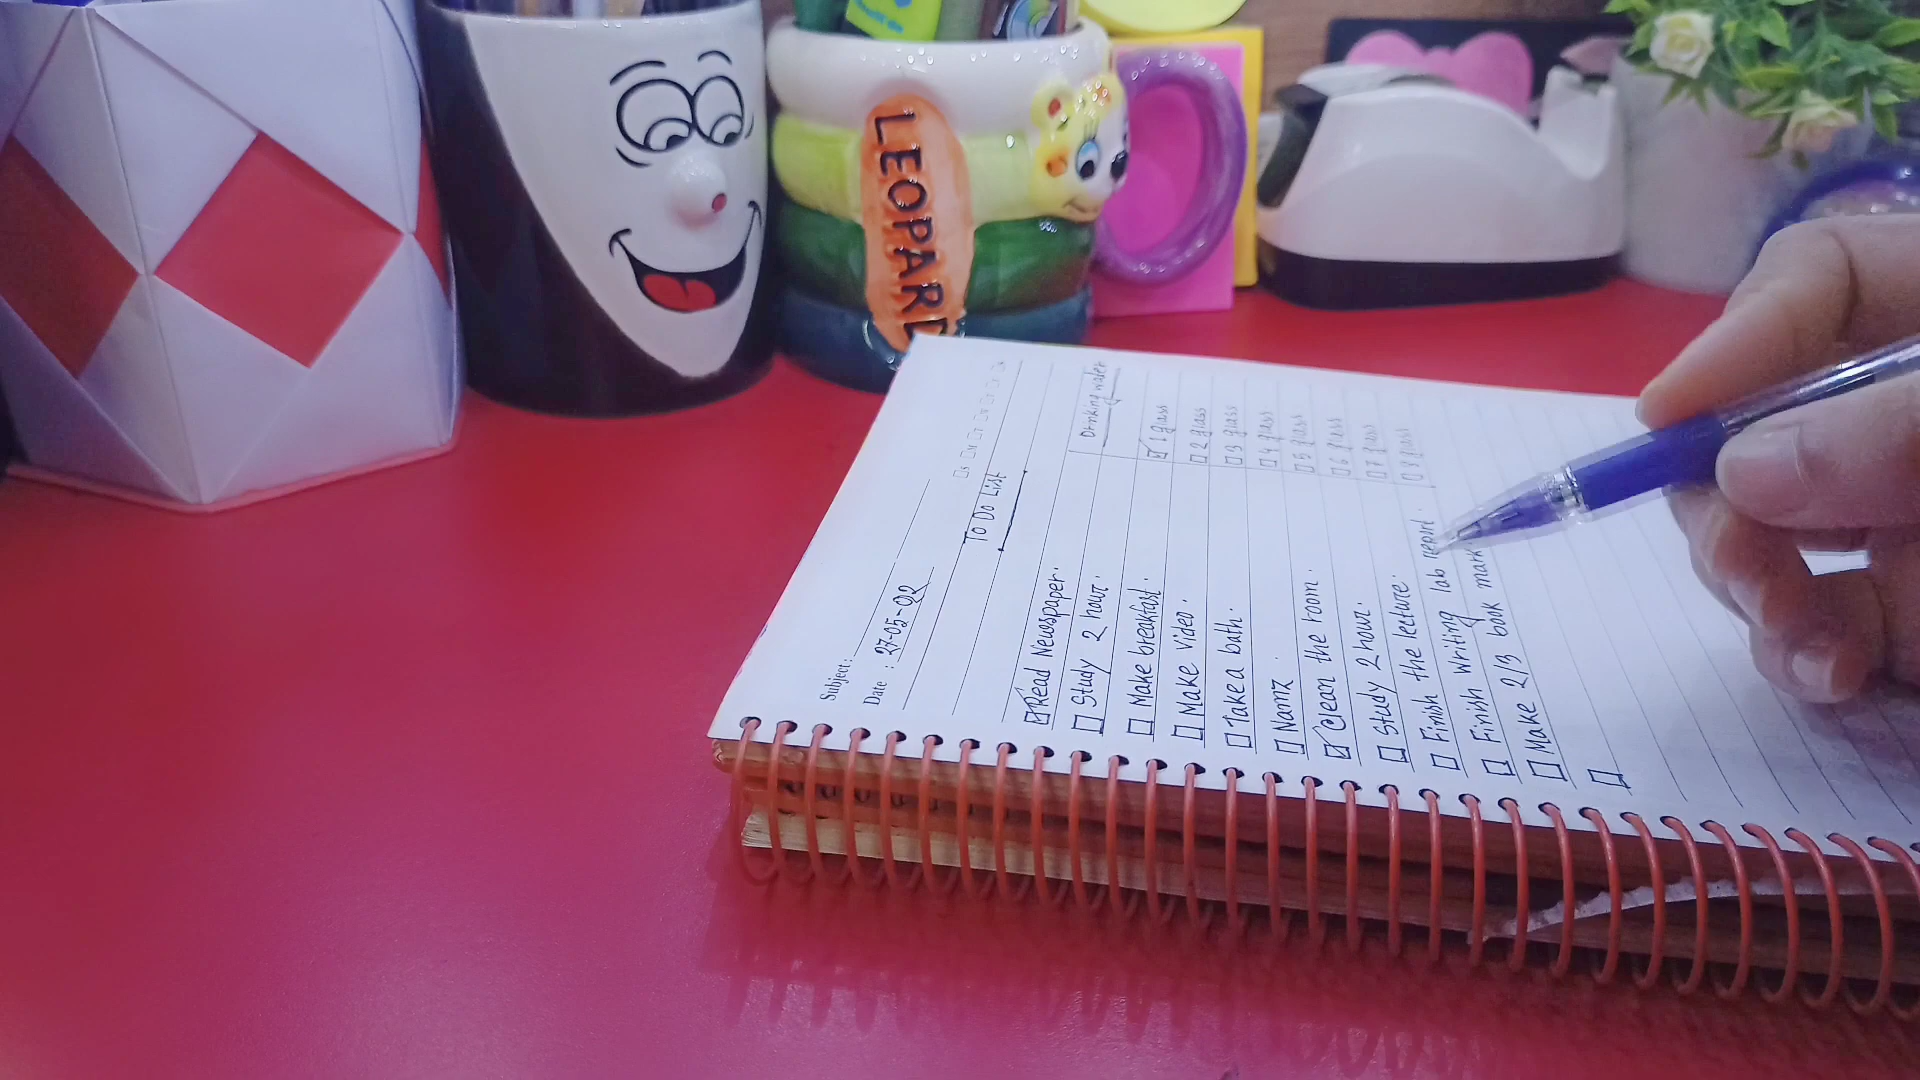 LEOPARD
Subject:
Date : 27-05-22
To Do List
Read Newspaper.
Study 2 hour.
Make breakfast.
Make video.
Take a bath.
Namz.
Clean the room.
Study 2 hour.
Finish the lecture.
Finish writing lab report.
Make 2/3 book mark.
Drinking water
1 glass
2 glass
3 glass
4 glass
5 glass
6 glass
7 glass
8 glass